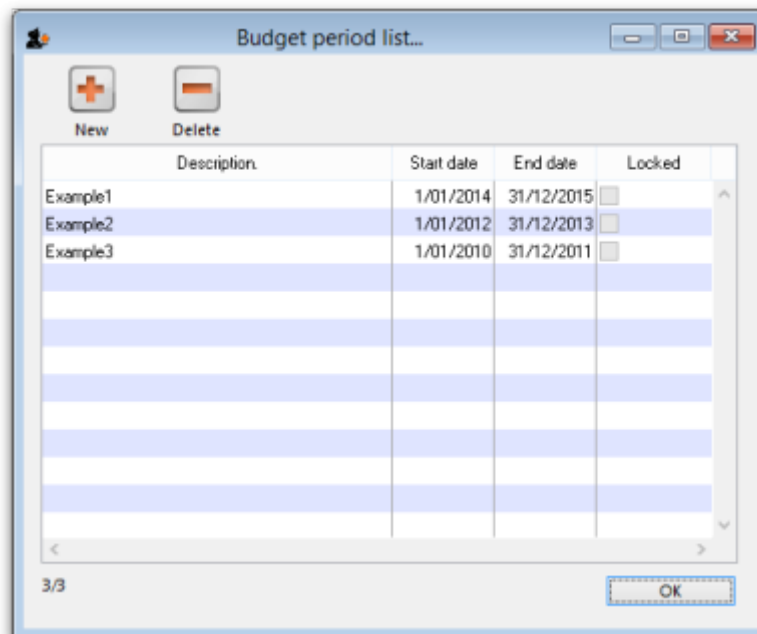 Budget period list...
New Delete
Description. Start date End date Locked
Example1 1/01/2014 31/12/2015
Example2 1/01/2012 31/12/2013
Example3 1/01/2010 31/12/2011
3/3 OK